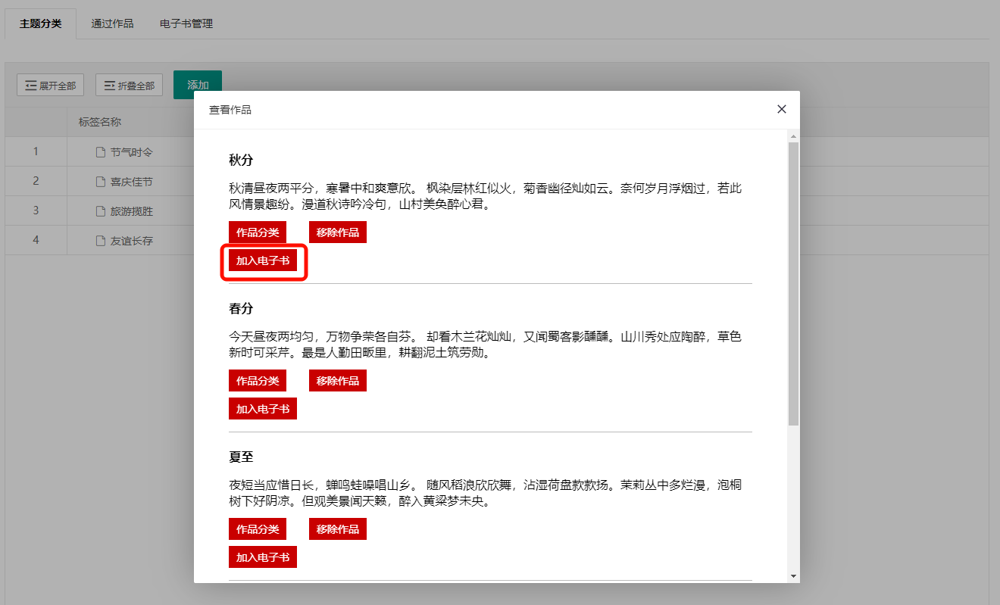 主题分类 通过作品 电子书管理
展开全部 折叠全部 添加
标签名称
1 节气时令
2 喜庆佳节
3 旅游揽胜
4 友谊长存
查看作品
秋分
秋清昼夜两平分，寒暑中和爽意欣。 枫染层林红似火，菊香幽径灿如云。奈何岁月浮烟过，若此
风情景趣纷。漫道秋诗吟冷句，山村美奂醉心君。
作品分类 移除作品
加入电子书
春分
今天昼夜两均匀，万物争荣各自芬。 却看木兰花灿灿，又闻蜀客影醺醺。山川秀处应陶醉，草色
新时可采芹。最是人勤田畈里，耕翻泥土筑劳勋。
作品分类 移除作品
加入电子书
夏至
夜短当应惜日长，蝉鸣蛙噪唱山乡。 随风稻浪欣欣舞，沾湿荷盘款款扬。茉莉丛中多烂漫，泡桐
树下好阴凉。但观美景闻天籁，醉入黄粱梦未央。
作品分类 移除作品
加入电子书